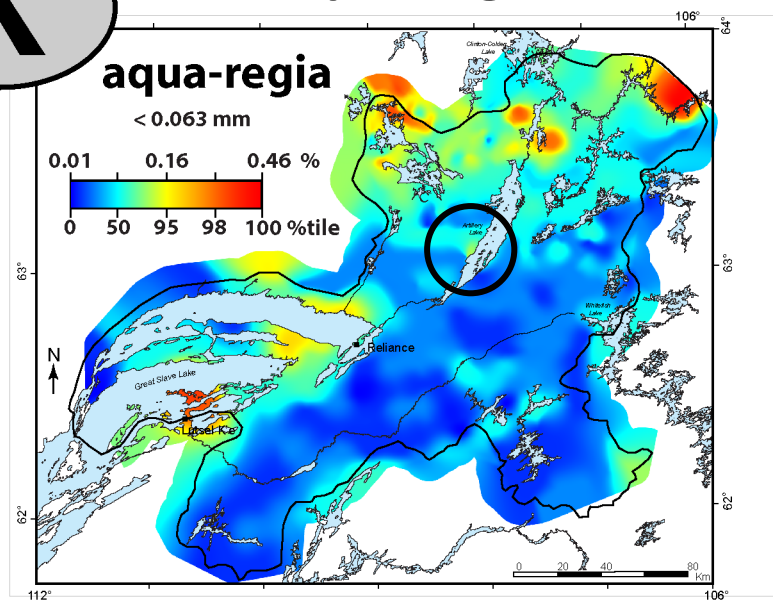 106°
64°
Clinton-Colden
Lake
aqua-regia
< 0.063 mm
0.01 0.16 0.46 %
0 50 95 98 100 %tile
Artillery
Lake
63°
63°
Whitefish
Lake
N
Reliance
Great Slave Lake
Lutsel K'e
62°
62°
0 20 40 80
Km
112°
106°